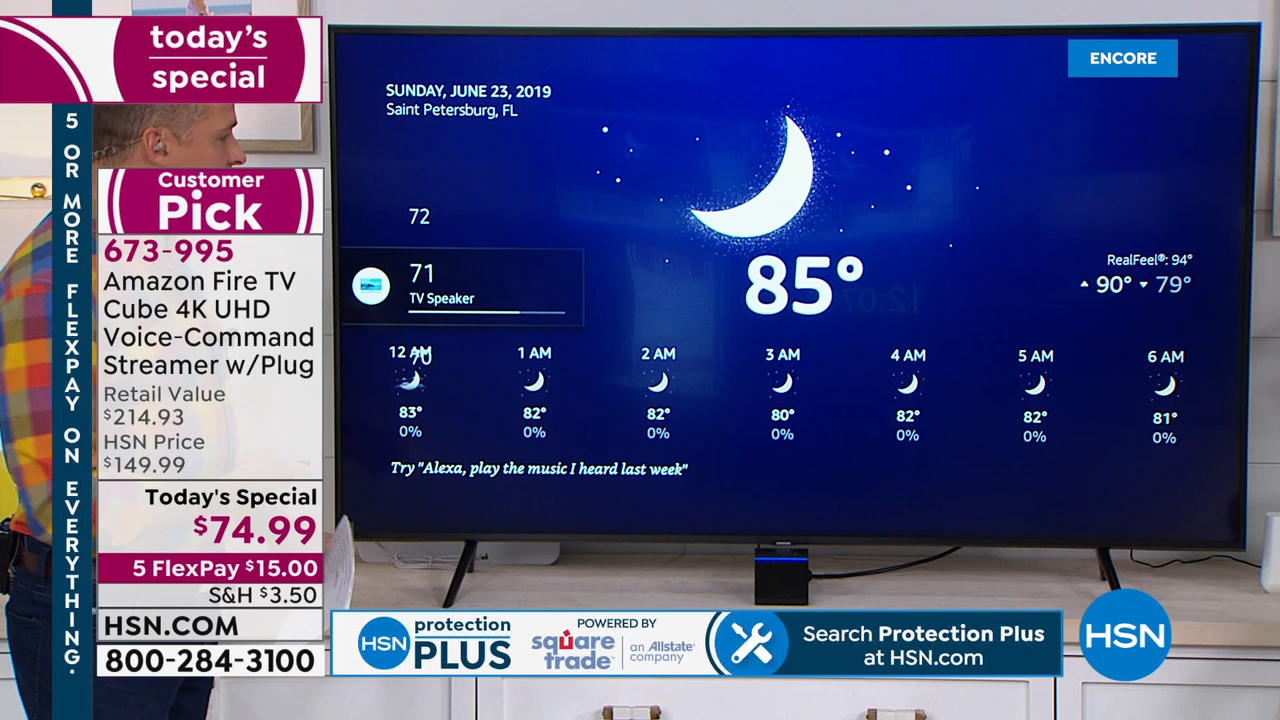 today's
special
5 OR MORE FLEXPAY ON EVERYTHING.
Customer
Pick
673-995
Amazon Fire TV
Cube 4K UHD
Voice-Command
Streamer w/Plug
Retail Value
$214.93
HSN Price
$149.99
Today's Special
$74.99
5 FlexPay $15.00
S&H $3.50
HSN.COM
800-284-3100
ENCORE
SUNDAY, JUNE 23, 2019
Saint Petersburg, FL
72
71
TV Speaker
70
85°
RealFeel®: 94°
90° 79°
12 AM 1 AM 2 AM 3 AM 4 AM 5 AM 6 AM
83° 82° 82° 80° 82° 82° 81°
0% 0% 0% 0% 0% 0% 0%
Try "Alexa, play the music I heard last week"
HSN protection
PLUS
POWERED BY
square
trade
an Allstate
company
Search Protection Plus
at HSN.com
HSN